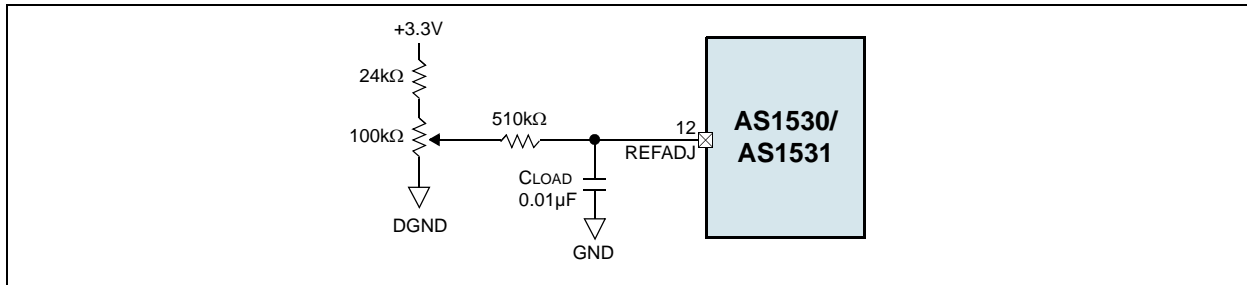 +3.3V
24kΩ
100kΩ
510kΩ
12
REFADJ
AS1530/
AS1531
CLOAD
0.01µF
DGND
GND